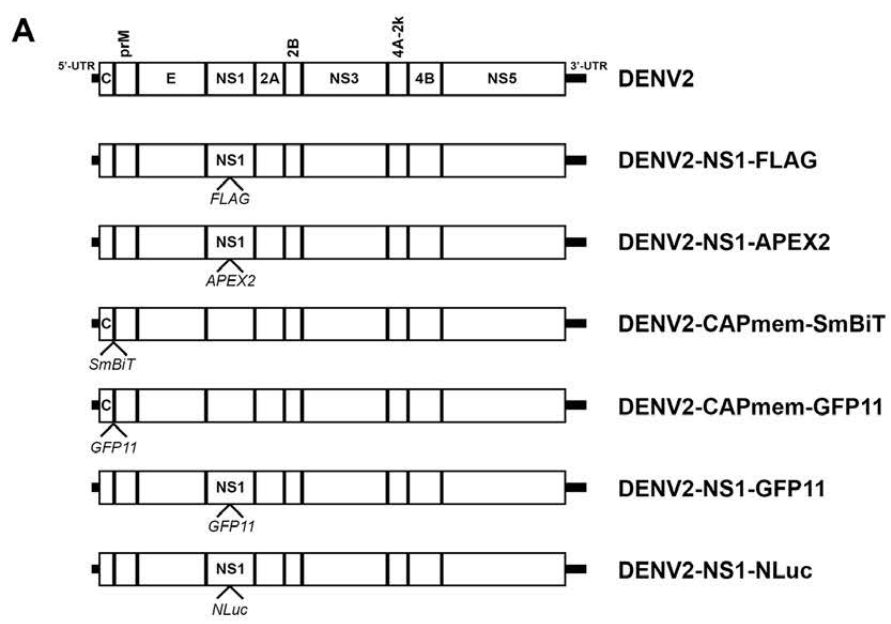 A
prM 2B 4A-2k
5'-UTR C E NS1 2A NS3 4B NS5 3'-UTR DENV2
NS1 DENV2-NS1-FLAG
FLAG
NS1 DENV2-NS1-APEX2
APEX2
C DENV2-CAPmem-SmBiT
SmBiT
C DENV2-CAPmem-GFP11
GFP11
NS1 DENV2-NS1-GFP11
GFP11
NS1 DENV2-NS1-NLuc
NLuc